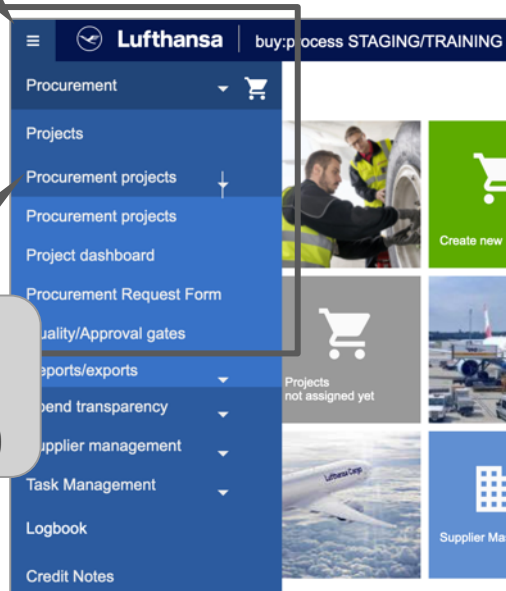 Lufthansa
buy:process STAGING/TRAINING
Procurement
Projects
Procurement projects
Procurement projects
Project dashboard
Procurement Request Form
uality/Approval gates
eports/exports
pend transparency
upplier management
Task Management
Logbook
Credit Notes
Create new
Projects
not assigned yet
Lufthansa Cargo
Supplier Ma